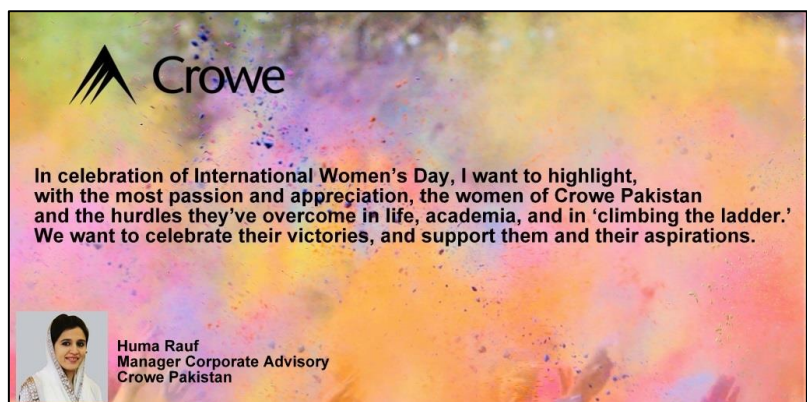 Crowe
In celebration of International Women's Day, I want to highlight,
with the most passion and appreciation, the women of Crowe Pakistan
and the hurdles they've overcome in life, academia, and in ‘climbing the ladder.’
We want to celebrate their victories, and support them and their aspirations.
Huma Rauf
Manager Corporate Advisory
Crowe Pakistan